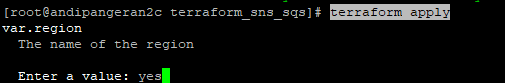 [root@andipangeran2c terraform_sns_sqs]# terraform apply
var.region
  The name of the region

  Enter a value: yes